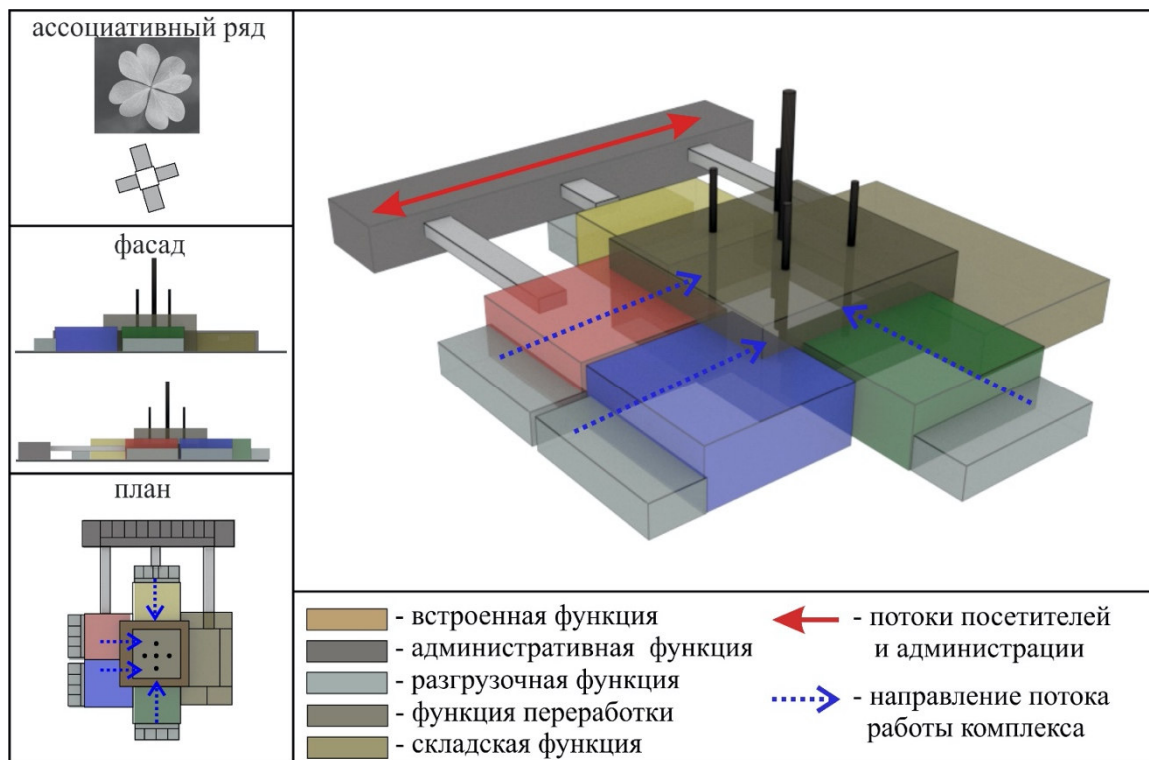 ассоциативный ряд
фасад
план
- встроенная функция
- административная функция
- разгрузочная функция
- функция переработки
- складская функция
- потоки посетителей
и администрации
- направление потока
работы комплекса